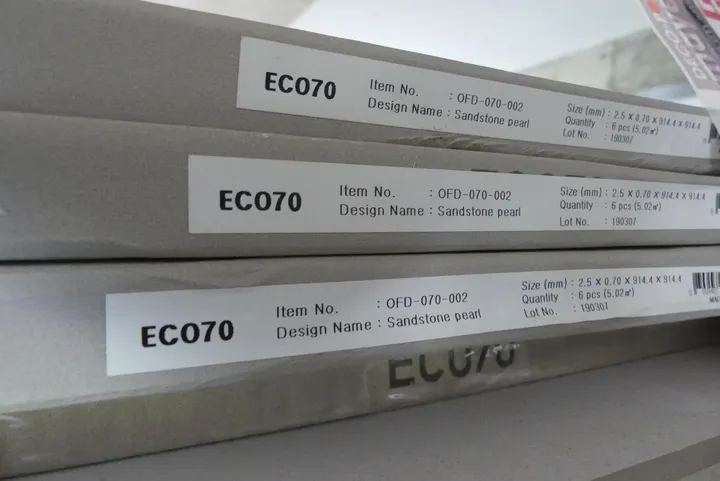 ECO70
Item No. : OFD-070-002
Design Name : Sandstone pearl
Size (mm) : 2.5 X 0.70 X 914.4 X 914.4
Quantity : 6 pcs (5.02㎡)
Lot No. : 190307
ECO70
Item No. : OFD-070-002
Design Name : Sandstone pearl
Size (mm) : 2.5 X 0.70 X 914.4 X 914.4
Quantity : 6 pcs (5.02㎡)
Lot No. : 190307
ECO70
Item No. : OFD-070-002
Design Name : Sandstone pearl
Size (mm) : 2.5 X 0.70 X 914.4 X 914.4
Quantity : 6 pcs (5.02㎡)
Lot No. : 190307
ECO70